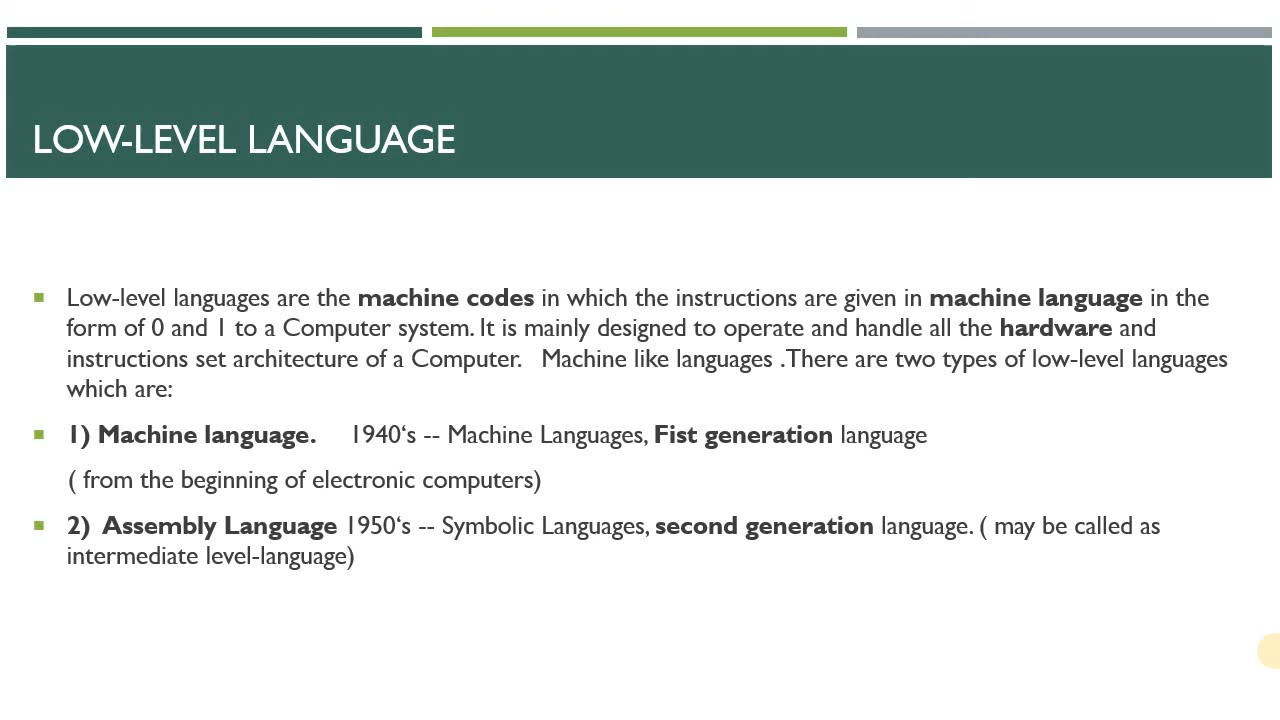 LOW-LEVEL LANGUAGE
Low-level languages are the machine codes in which the instructions are given in machine language in the
form of 0 and 1 to a Computer system. It is mainly designed to operate and handle all the hardware and
instructions set architecture of a Computer.   Machine like languages .There are two types of low-level languages
which are:
1) Machine language.     1940‘s -- Machine Languages, Fist generation language
( from the beginning of electronic computers)
2)  Assembly Language 1950‘s -- Symbolic Languages, second generation language. ( may be called as
intermediate level-language)